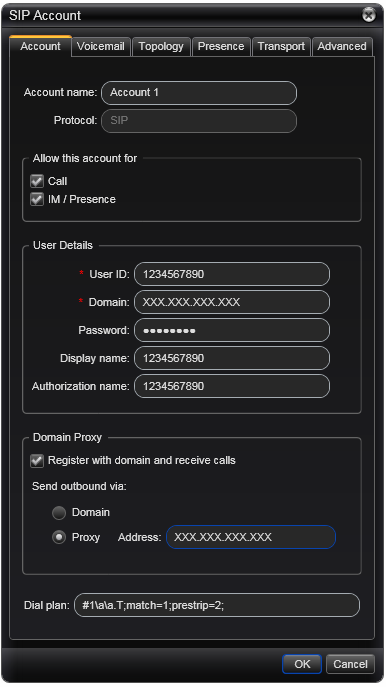 SIP Account
Account Voicemail Topology Presence Transport Advanced
Account name: Account 1
Protocol: SIP
Allow this account for
Call
IM / Presence
User Details
* User ID: 1234567890
* Domain: XXX.XXX.XXX.XXX
Password: ●●●●●●●●
Display name: 1234567890
Authorization name: 1234567890
Domain Proxy
Register with domain and receive calls
Send outbound via:
Domain
Proxy Address: XXX.XXX.XXX.XXX
Dial plan: #1\a\a.T;match=1;prestrip=2;
OK Cancel